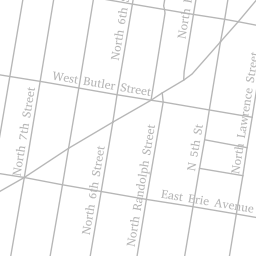 North 6th
North
West Butler Street
North Lawrence Street
North 7th Street
N 5th St
North 6th Street
North Randolph Street
East Erie Avenue